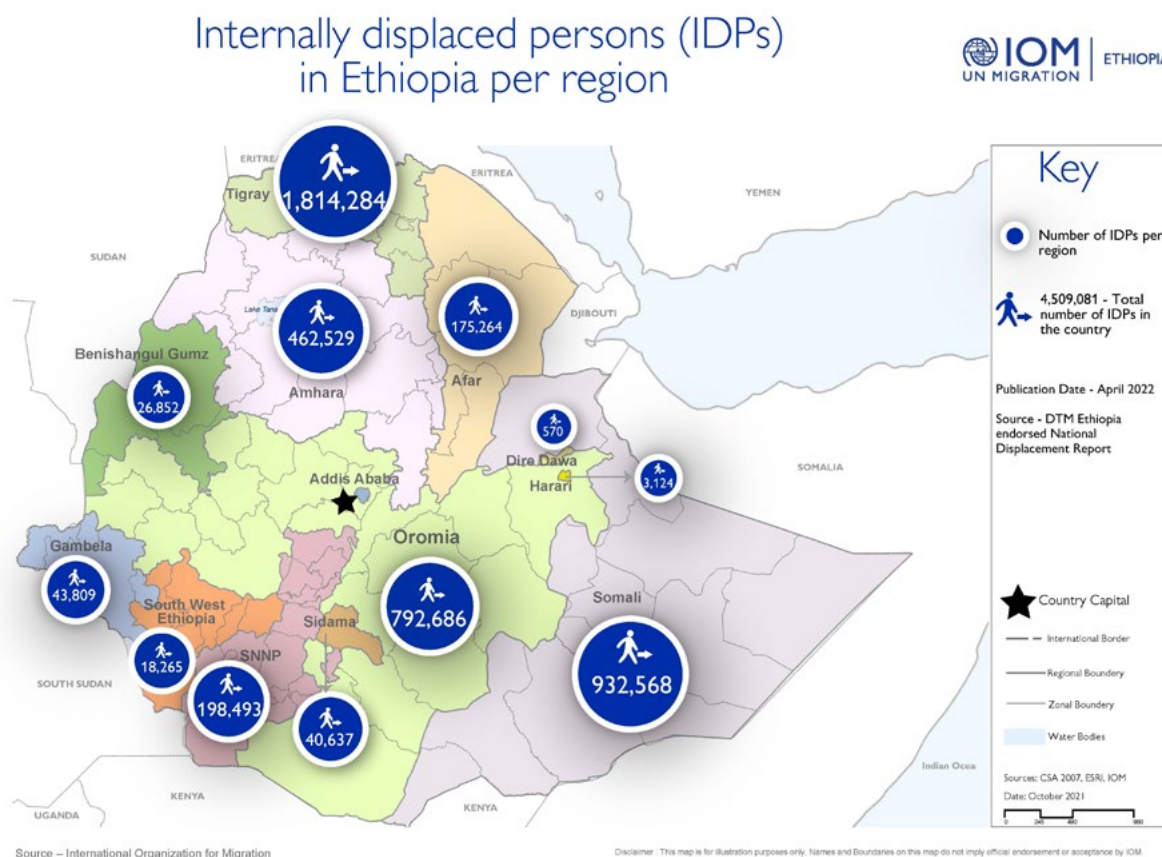 Internally displaced persons (IDPs)
in Ethiopia per region
IOM
UN MIGRATION
ETHIOPIA
ERITREA
ERITREA
YEMEN
SUDAN
Tigray
1,814,284
Lake Tana
462,529
Amhara
175,264
Afar
DJIBOUTI
Benishangul Gumz
26,852
570
Dire Dawa
Harari
3,124
SOMALIA
Addis Ababa
Oromia
792,686
Gambela
43,809
South West
Ethiopia
18,265
Sidama
SNNP
198,493
40,637
Somali
932,568
SOUTH SUDAN
KENYA
KENYA
UGANDA
Indian Ocea
Key
Number of IDPs per
region
4,509,081 - Total
number of IDPs in
the country
Publication Date - April 2022
Source - DTM Ethiopia
endorsed National
Displacement Report
Country Capital
International Border
Regional Boundary
Zonal Boundary
Water Bodies
Sources: CSA 2007, ESRI, IOM
Date: October 2021
Source – International Organization for Migration
Disclaimer : This map is for illustration purposes only. Names and Boundaries on this map do not imply official endorsement or acceptance by IOM.